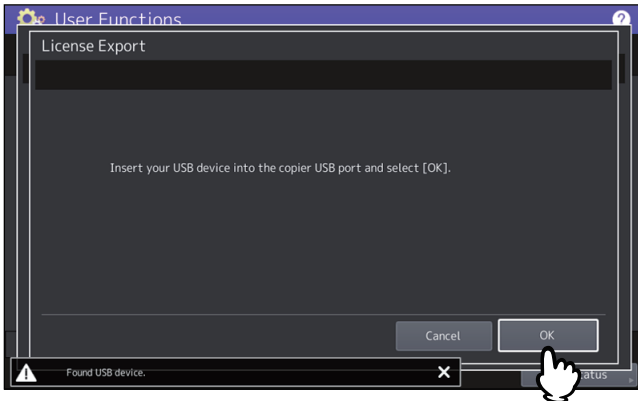 User Functions
?
License Export
Insert your USB device into the copier USB port and select [OK].
Cancel
OK
Found USB device.